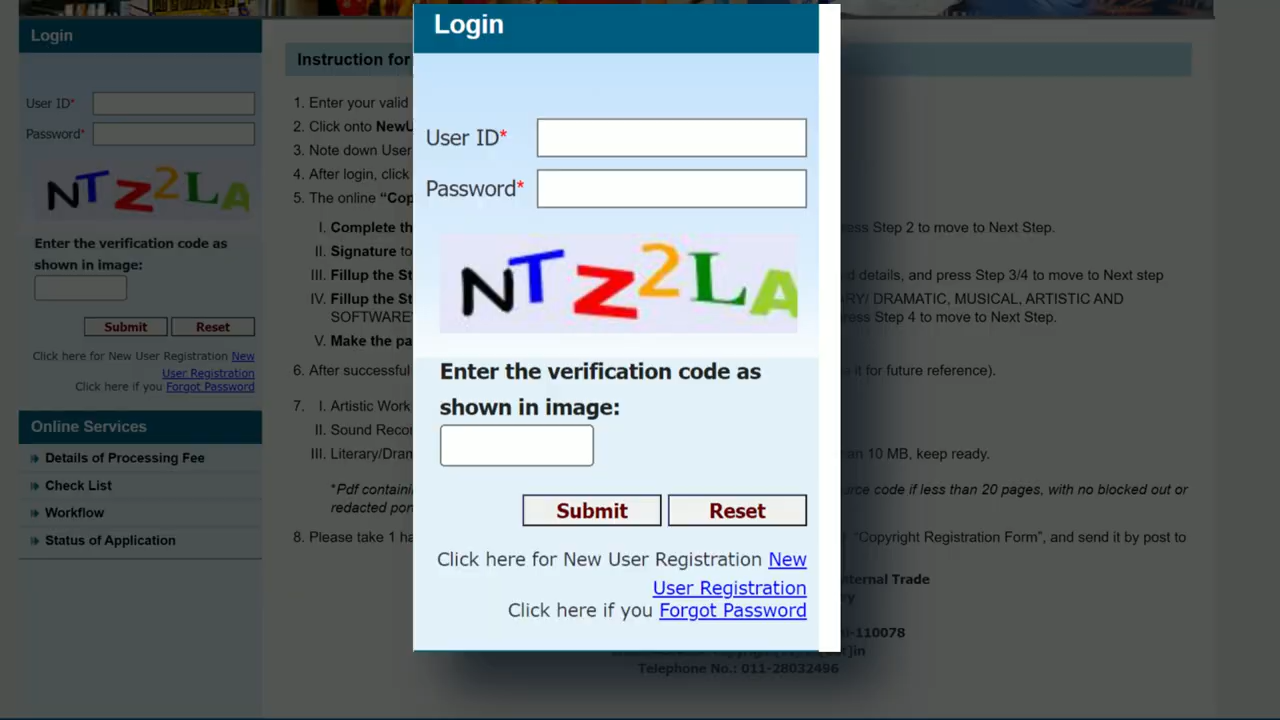 Login
User ID*
Password*
NTZ2LA
Enter the verification code as
shown in image:
Submit Reset
Click here for New User Registration New
User Registration
Click here if you Forgot Password
Online Services
Details of Processing Fee
Check List
Workflow
Status of Application
Instruction for
1. Enter your valid
2. Click onto NewU
3. Note down User
4. After login, click
5. The online “Cop
I. Complete th ess Step 2 to move to Next Step.
II. Signature to
III. Fillup the St d details, and press Step 3/4 to move to Next step
IV. Fillup the St ARY/ DRAMATIC, MUSICAL, ARTISTIC AND
SOFTWARE press Step 4 to move to Next Step.
V. Make the pa
6. After successful it for future reference).
7. I. Artistic Work
II. Sound Reco
III. Literary/Dram an 10 MB, keep ready.
*Pdf containi urce code if less than 20 pages, with no blocked out or
redacted por
8. Please take 1 ha “Copyright Registration Form”, and send it by post to
ternal Trade
-110078
Telephone No.: 011-28032496
Login
User ID*
Password*
NTZ2LA
Enter the verification code as
shown in image:
Submit Reset
Click here for New User Registration New
User Registration
Click here if you Forgot Password